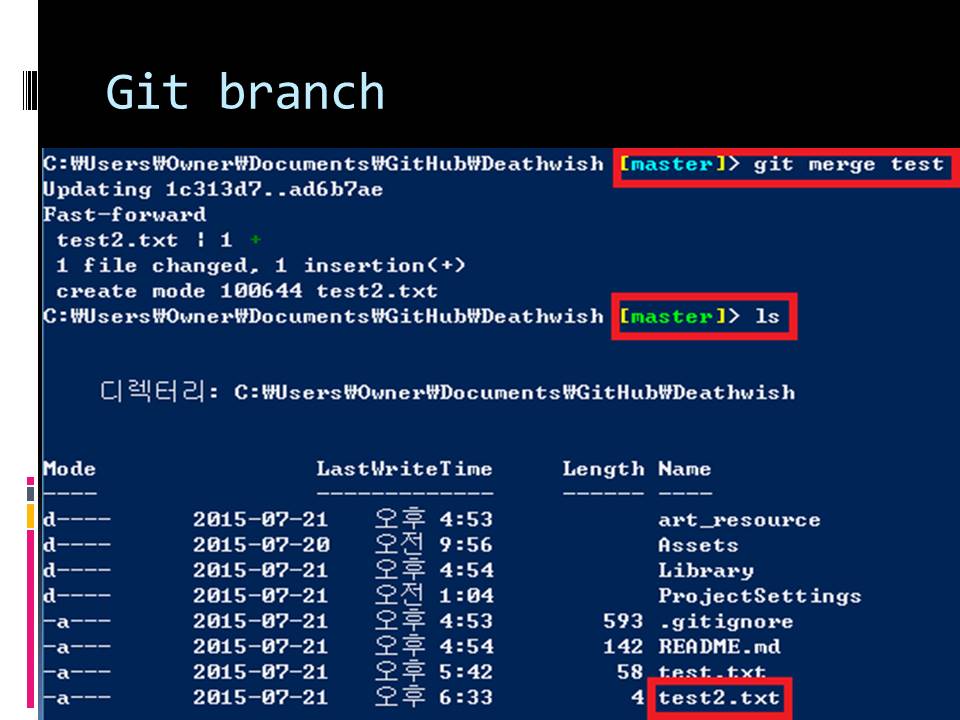 Git branch
C:₩Users₩Owner₩Documents₩GitHub₩Deathwish [master]> git merge test
Updating 1c313d7..ad6b7ae
Fast-forward
 test2.txt | 1 +
 1 file changed, 1 insertion(+)
 create mode 100644 test2.txt
C:₩Users₩Owner₩Documents₩GitHub₩Deathwish [master]> ls
디렉터리: C:₩Users₩Owner₩Documents₩GitHub₩Deathwish
Mode LastWriteTime Length Name
---- ------------- ------ ----
d---- 2015-07-21 오후 4:53 art_resource
d---- 2015-07-20 오전 9:56 Assets
d---- 2015-07-21 오후 4:54 Library
d---- 2015-07-21 오전 1:04 ProjectSettings
-a--- 2015-07-21 오후 4:53 593 .gitignore
-a--- 2015-07-21 오후 4:54 142 README.md
-a--- 2015-07-21 오후 5:42 58 test.txt
-a--- 2015-07-21 오후 6:33 4 test2.txt